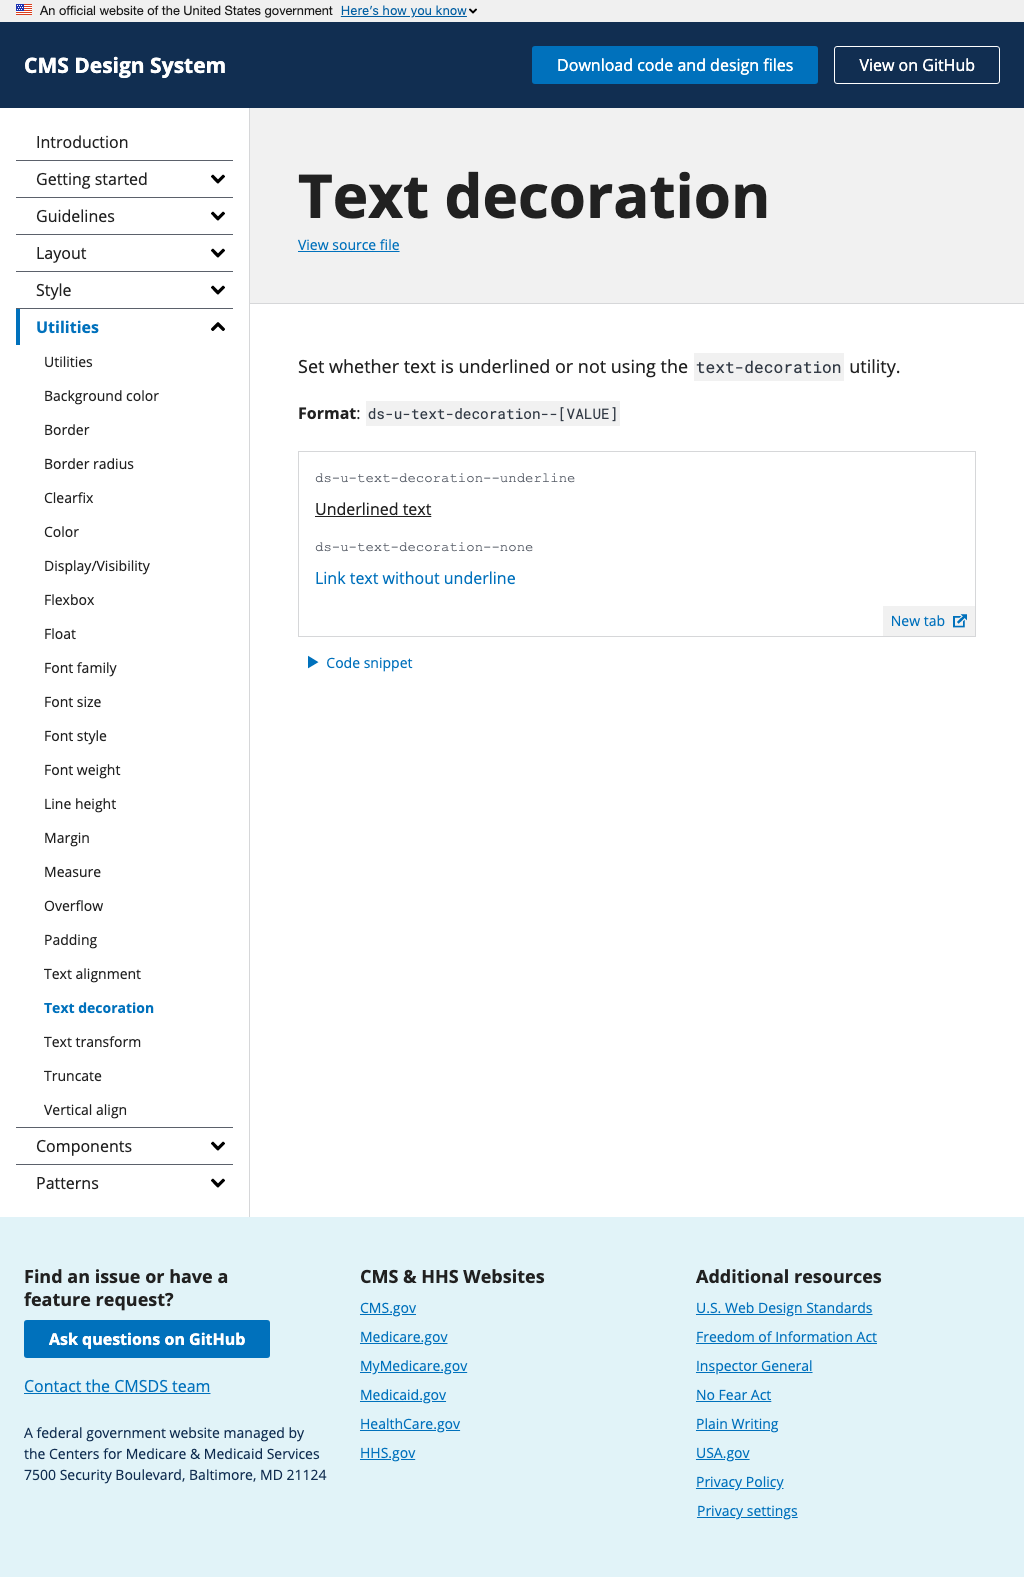 An official website of the United States government Here's how you know
CMS Design System
Download code and design files
View on GitHub
Introduction
Getting started
Guidelines
Layout
Style
Utilities
Utilities
Background color
Border
Border radius
Clearfix
Color
Display/Visibility
Flexbox
Float
Font family
Font size
Font style
Font weight
Line height
Margin
Measure
Overflow
Padding
Text alignment
Text decoration
Text transform
Truncate
Vertical align
Components
Patterns
Text decoration
View source file
Set whether text is underlined or not using the text-decoration utility.
Format: ds-u-text-decoration--[VALUE]
ds-u-text-decoration--underline
Underlined text
ds-u-text-decoration--none
Link text without underline
New tab
Code snippet
Find an issue or have a
feature request?
Ask questions on GitHub
Contact the CMSDS team
A federal government website managed by
the Centers for Medicare & Medicaid Services
7500 Security Boulevard, Baltimore, MD 21124
CMS & HHS Websites
CMS.gov
Medicare.gov
MyMedicare.gov
Medicaid.gov
HealthCare.gov
HHS.gov
Additional resources
U.S. Web Design Standards
Freedom of Information Act
Inspector General
No Fear Act
Plain Writing
USA.gov
Privacy Policy
Privacy settings